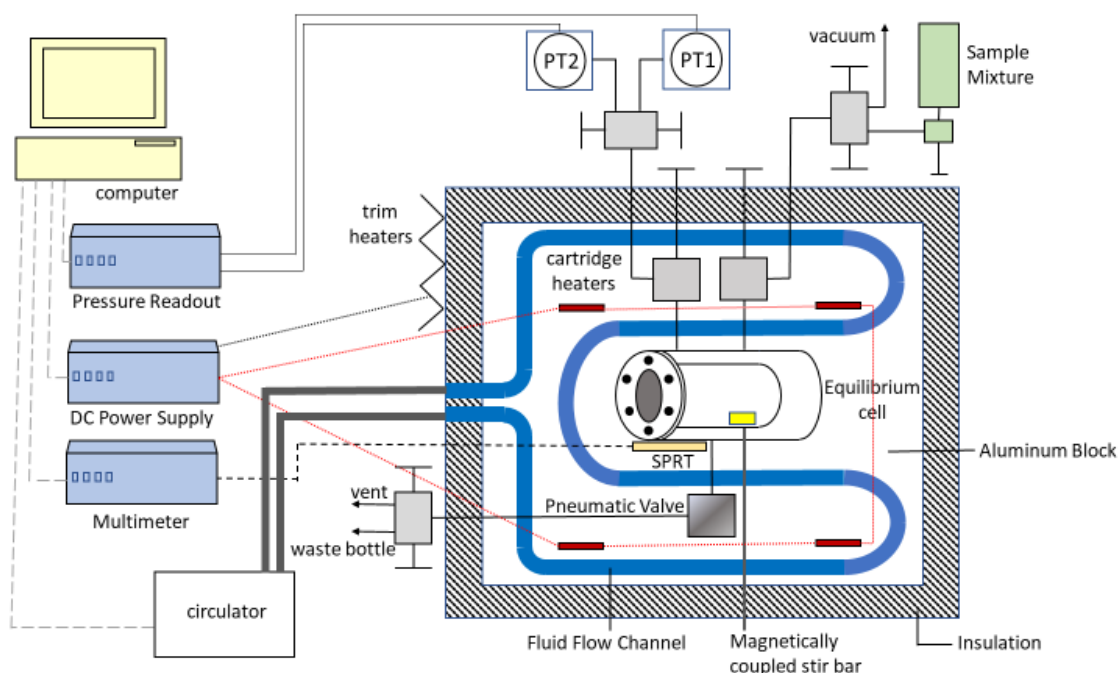 PT2
PT1
vacuum
Sample
Mixture
computer
trim
heaters
cartridge
heaters
Pressure Readout
Equilibrium
cell
DC Power Supply
SPRT
Aluminum Block
Multimeter
vent
Pneumatic Valve
waste bottle
circulator
Fluid Flow Channel
Magnetically
coupled stir bar
Insulation